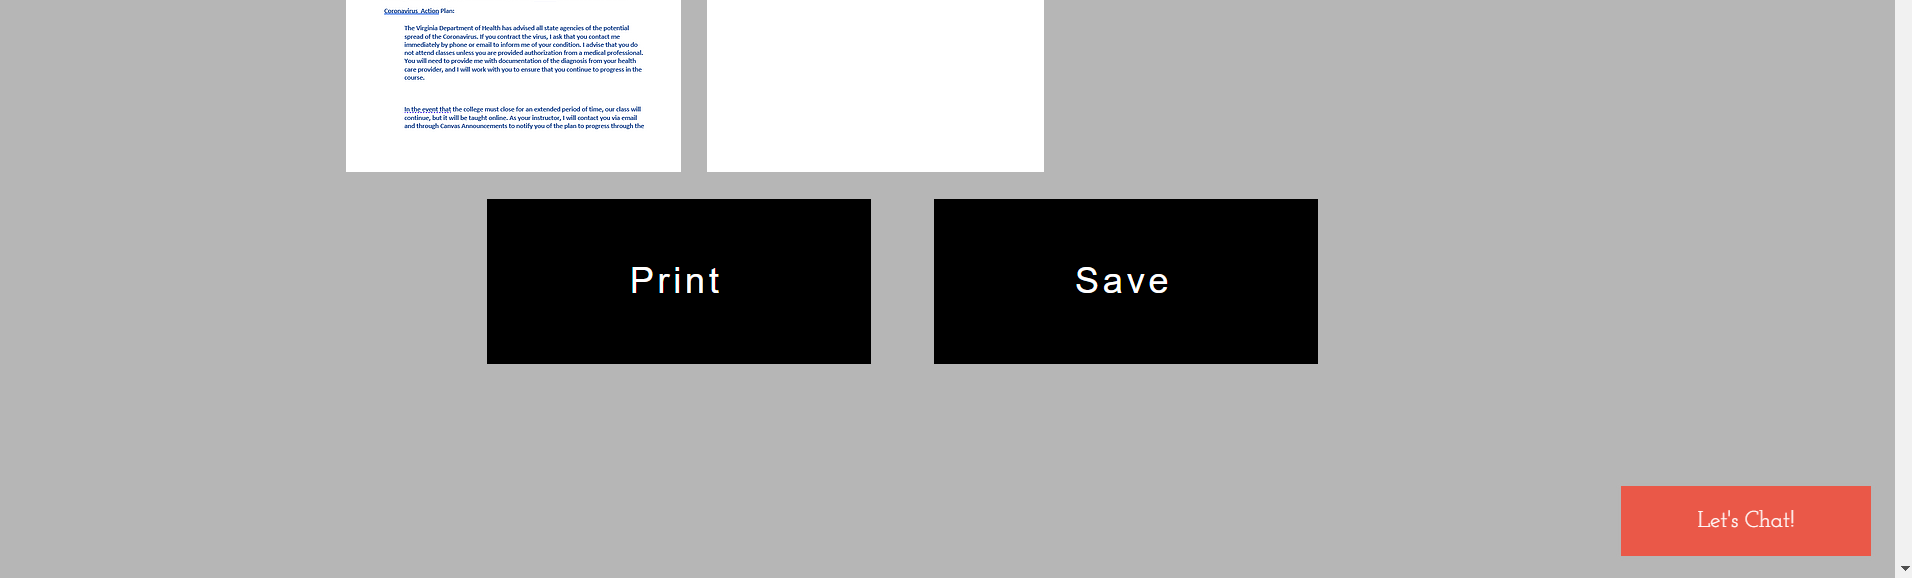 Coronavirus Action Plan:
The Virginia Department of Health has advised all state agencies of the potential
spread of the Coronavirus. If you contract the virus, I ask that you contact me
immediately by phone or email to inform me of your condition. I advise that you do
not attend classes unless you are provided authorization from a medical professional.
You will need to provide me with documentation of the diagnosis from your health
care provider, and I will work with you to ensure that you continue to progress in the
course.
In the event that the college must close for an extended period of time, our class will
continue, but it will be taught online. As your instructor, I will contact you via email
and through Canvas Announcements to notify you of the plan to progress through the
Print
Save
Let's Chat!